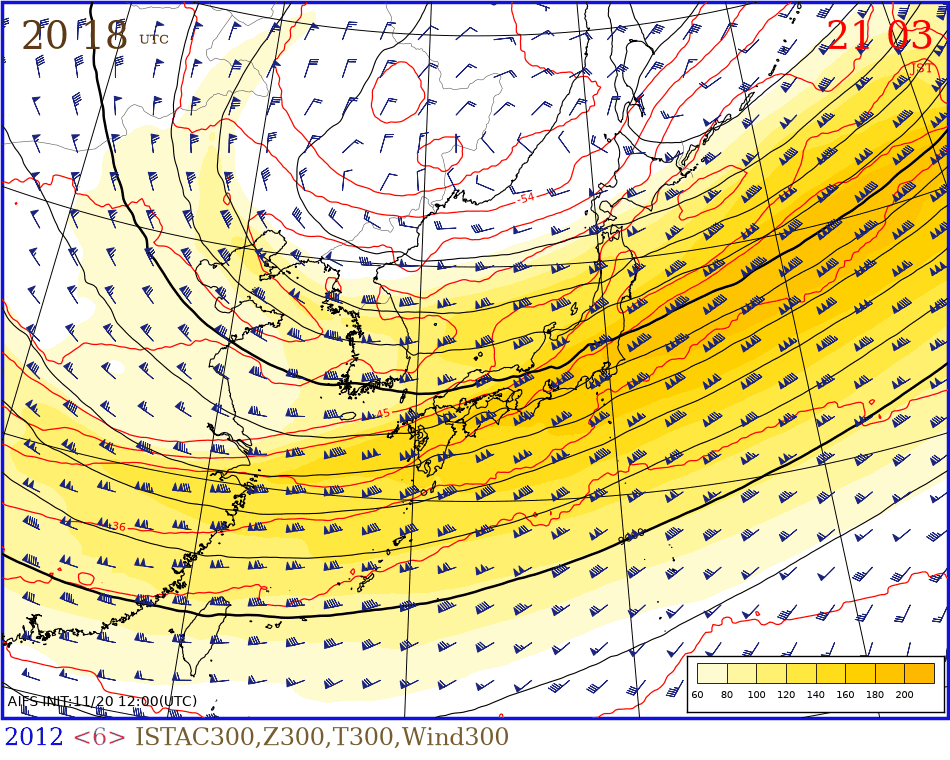 20 18 UTC
21 03 JST
-54
-45
-36
60 80 100 120 140 160 180 200
AIFS INIT:11/20 12:00(UTC)
2012 <6> ISTAC300,Z300,T300,Wind300